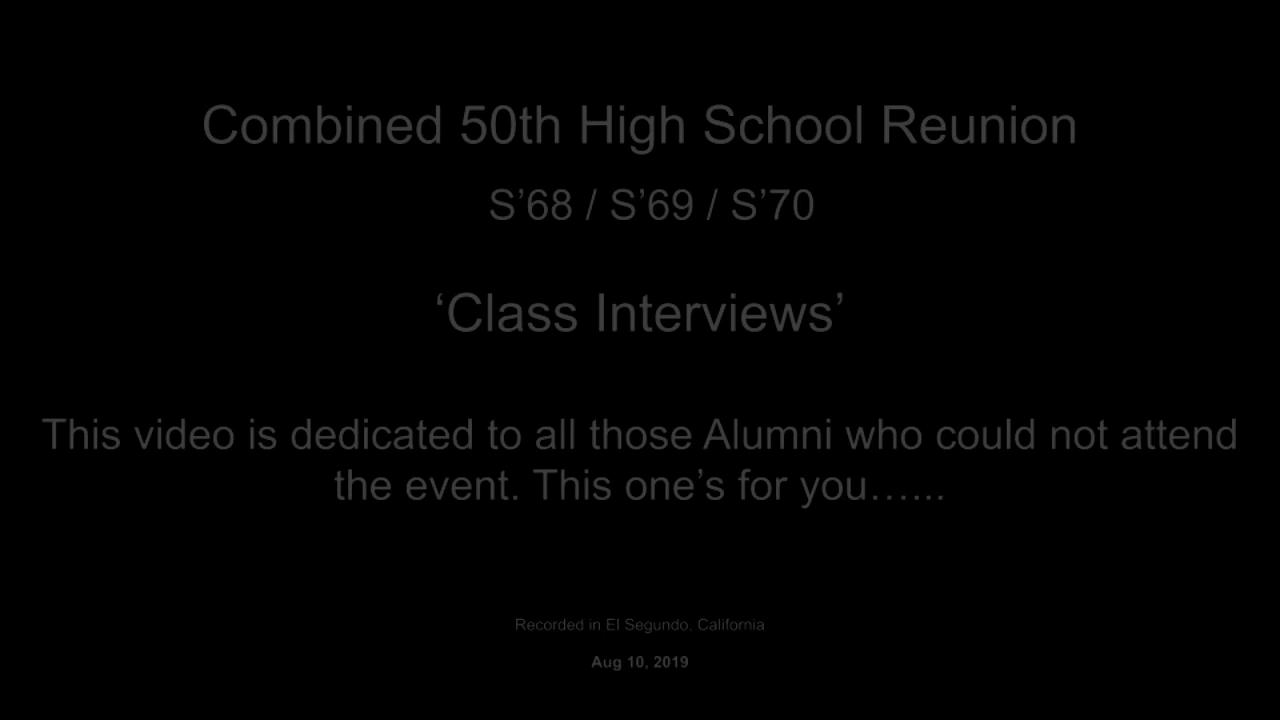 Combined 50th High School Reunion
S’68 / S’69 / S’70
‘Class Interviews’
This video is dedicated to all those Alumni who could not attend
the event. This one’s for you…...
Recorded in El Segundo, California
Aug 10, 2019